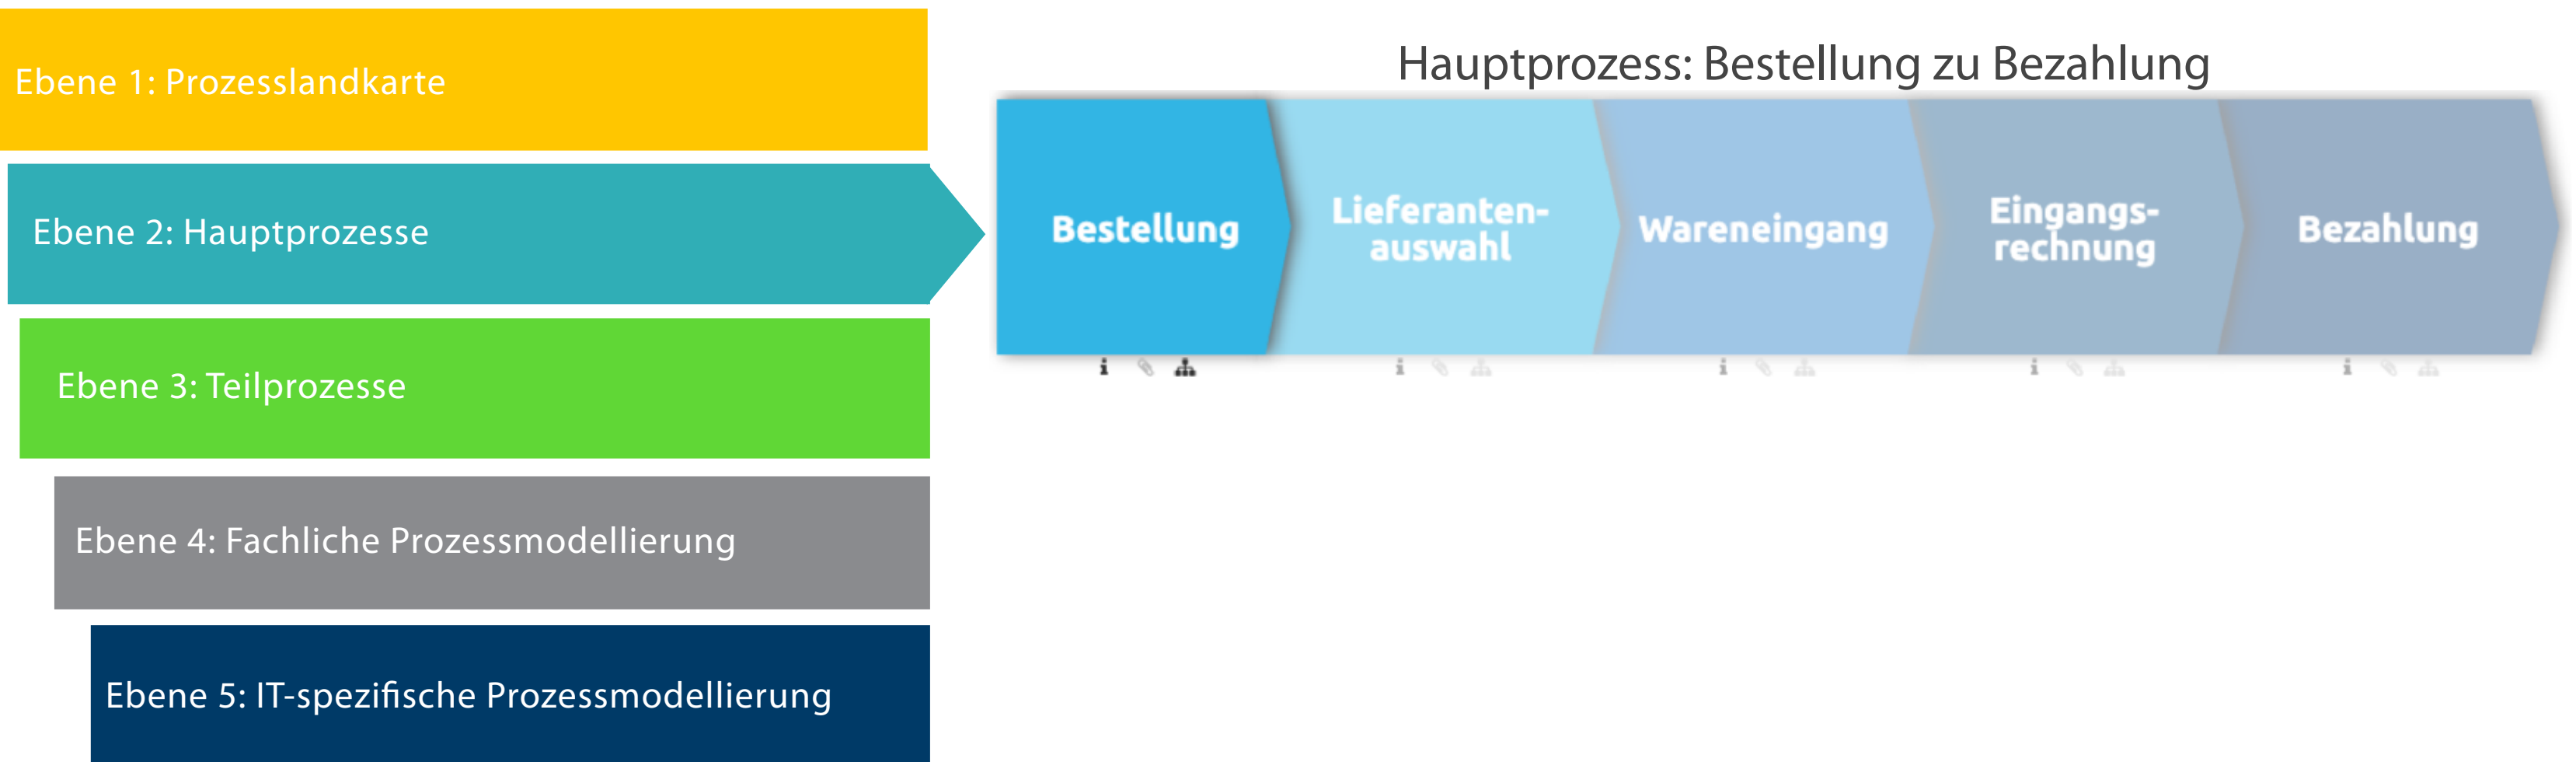 Ebene 1: Prozesslandkarte
Ebene 2: Hauptprozesse
Ebene 3: Teilprozesse
Ebene 4: Fachliche Prozessmodellierung
Ebene 5: IT-spezifische Prozessmodellierung
Hauptprozess: Bestellung zu Bezahlung
Bestellung
Lieferanten-
auswahl
Wareneingang
Eingangs-
rechnung
Bezahlung